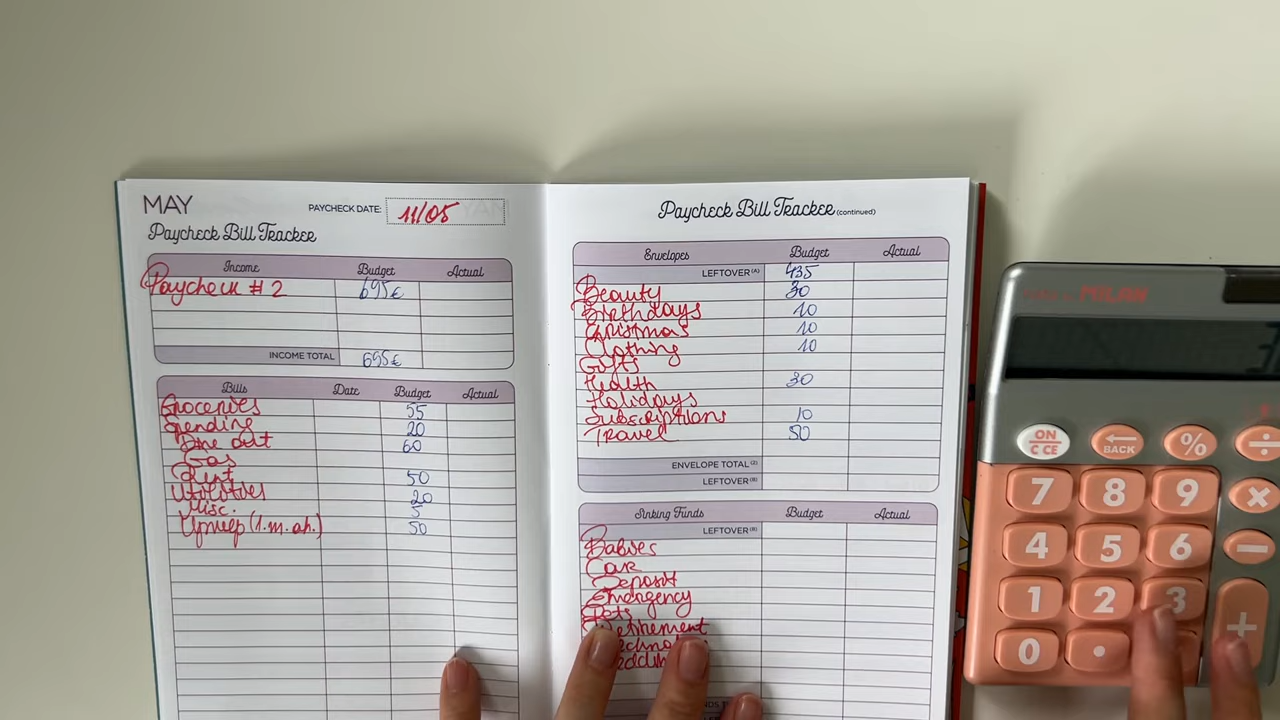 MAY
PAYCHECK DATE: 11/05
Paycheck Bill Tracker
Income Budget Actual
Paycheck # 2 695€
INCOME TOTAL 695€
Bills Date Budget Actual
Groceries 55
Spending 20
Dine out 60
Gas
Rent 50
Utilities 20
Misc. 5
(1.m.ah.) 50
Paycheck Bill Tracker (continued)
Envelopes Budget Actual
LEFTOVER (A) 435
Beauty 30
Birthdays 10
Christmas 10
Clothing 10
Gifts
Health 30
Holidays
Subscriptions 10
Travel 50
ENVELOPE TOTAL (2)
LEFTOVER (B)
Sinking Funds Budget Actual
LEFTOVER (B)
Babies
Car
Deposit
Emergency
Pets
Retirement
MILAN
ON
C CE
BACK
% ÷
7 8 9 ×
4 5 6 −
1 2 3 +
0 .